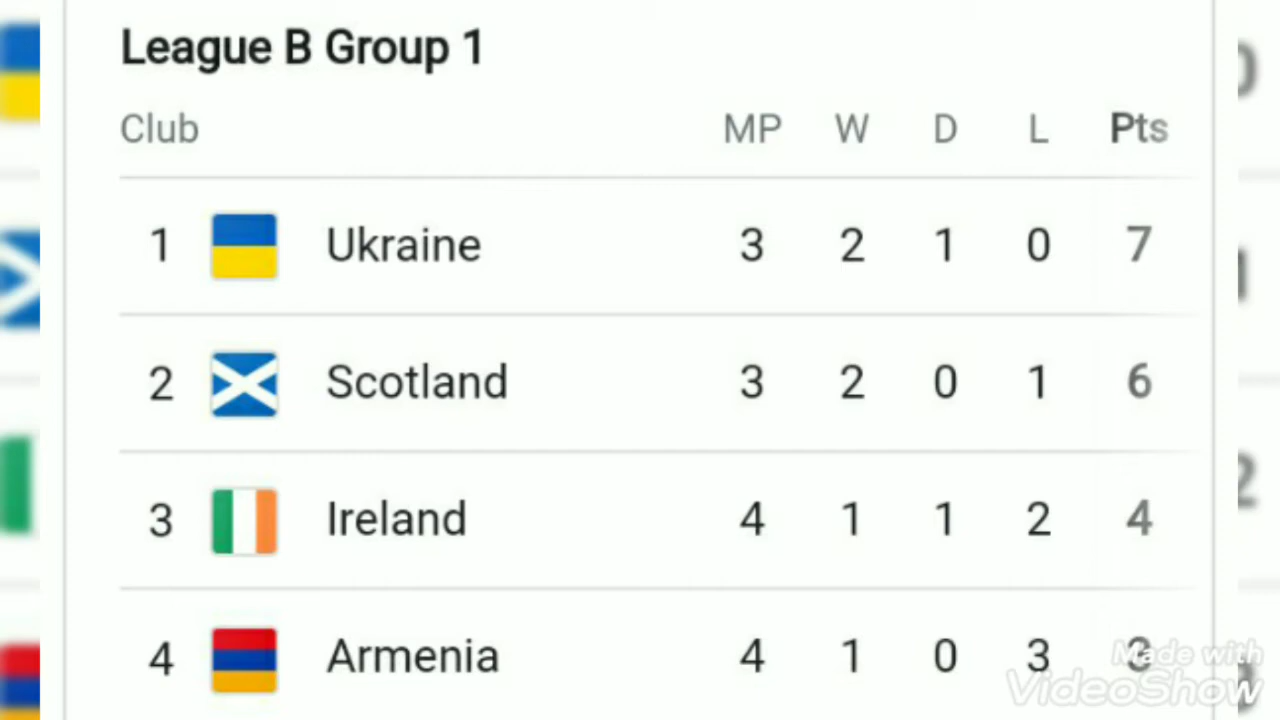 League B Group 1
Club MP W D L Pts
1 Ukraine 3 2 1 0 7
2 Scotland 3 2 0 1 6
3 Ireland 4 1 1 2 4
4 Armenia 4 1 0 3 3
Made with
VideoShow